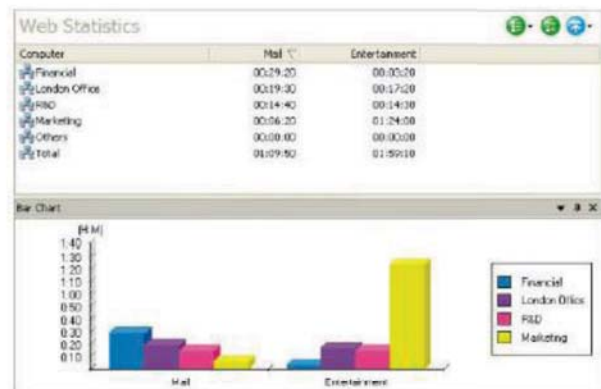 Web Statistics
Computer Mail Entertainment
Financial 00:29:20 00:03:20
London Office 00:19:30 00:17:20
R&D 00:14:40 00:14:30
Marketing 00:06:20 01:24:00
Others 00:00:00 00:00:00
Total 01:09:50 01:59:10
Bar Chart
[H:M]
1:40
1:30
1:20
1:10
1:00
0:50
0:40
0:30
0:20
0:10
Financial
London Office
R&D
Marketing
Mail Entertainment